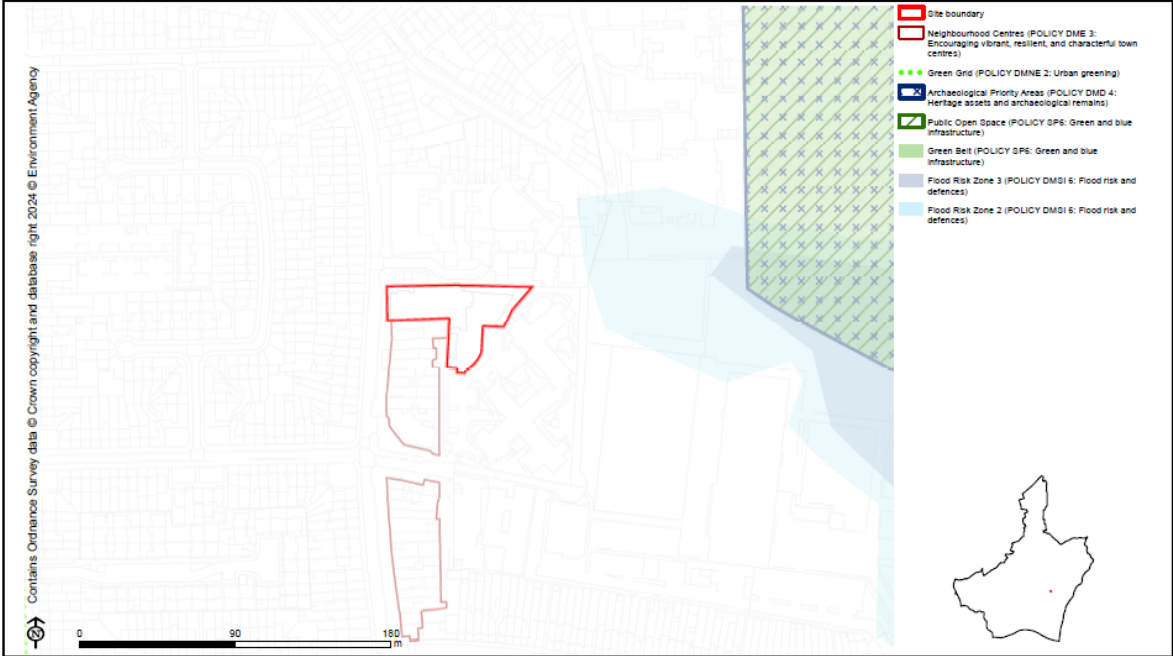 Site boundary
Neighbourhood Centres (POLICY DME 3:
Encouraging vibrant, resilient, and characterful town
centres)
Green Grid (POLICY DMNE 2: Urban greening)
Archaeological Priority Areas (POLICY DMD 4:
Heritage assets and archaeological remains)
Public Open Space (POLICY SP6: Green and blue
infrastructure)
Green Belt (POLICY SP6: Green and blue
infrastructure)
Flood Risk Zone 3 (POLICY DMSI 6: Flood risk and
defences)
Flood Risk Zone 2 (POLICY DMSI 6: Flood risk and
defences)
Contains Ordnance Survey data © Crown copyright and database right 2024 © Environment Agency
N
0 90 180
m